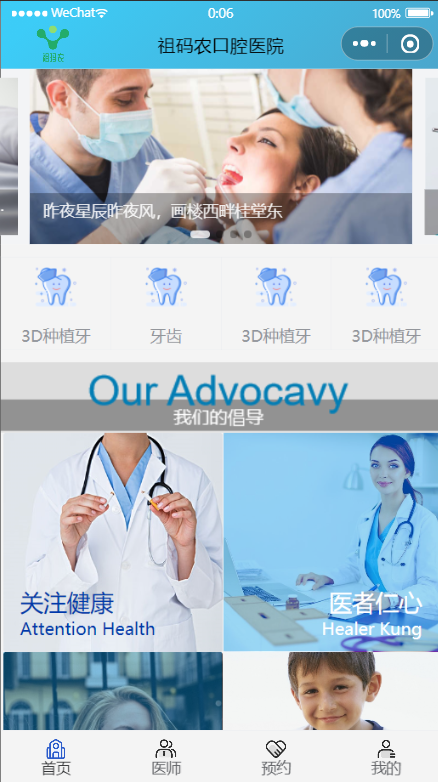 WeChat
0:06
100%
祖码农
祖码农口腔医院
昨夜星辰昨夜风，画楼西畔桂堂东
3D种植牙
牙齿
3D种植牙
3D种植牙
Our Advocavy
我们的倡导
关注健康
Attention Health
医者仁心
Healer Kung
首页
医师
预约
我的